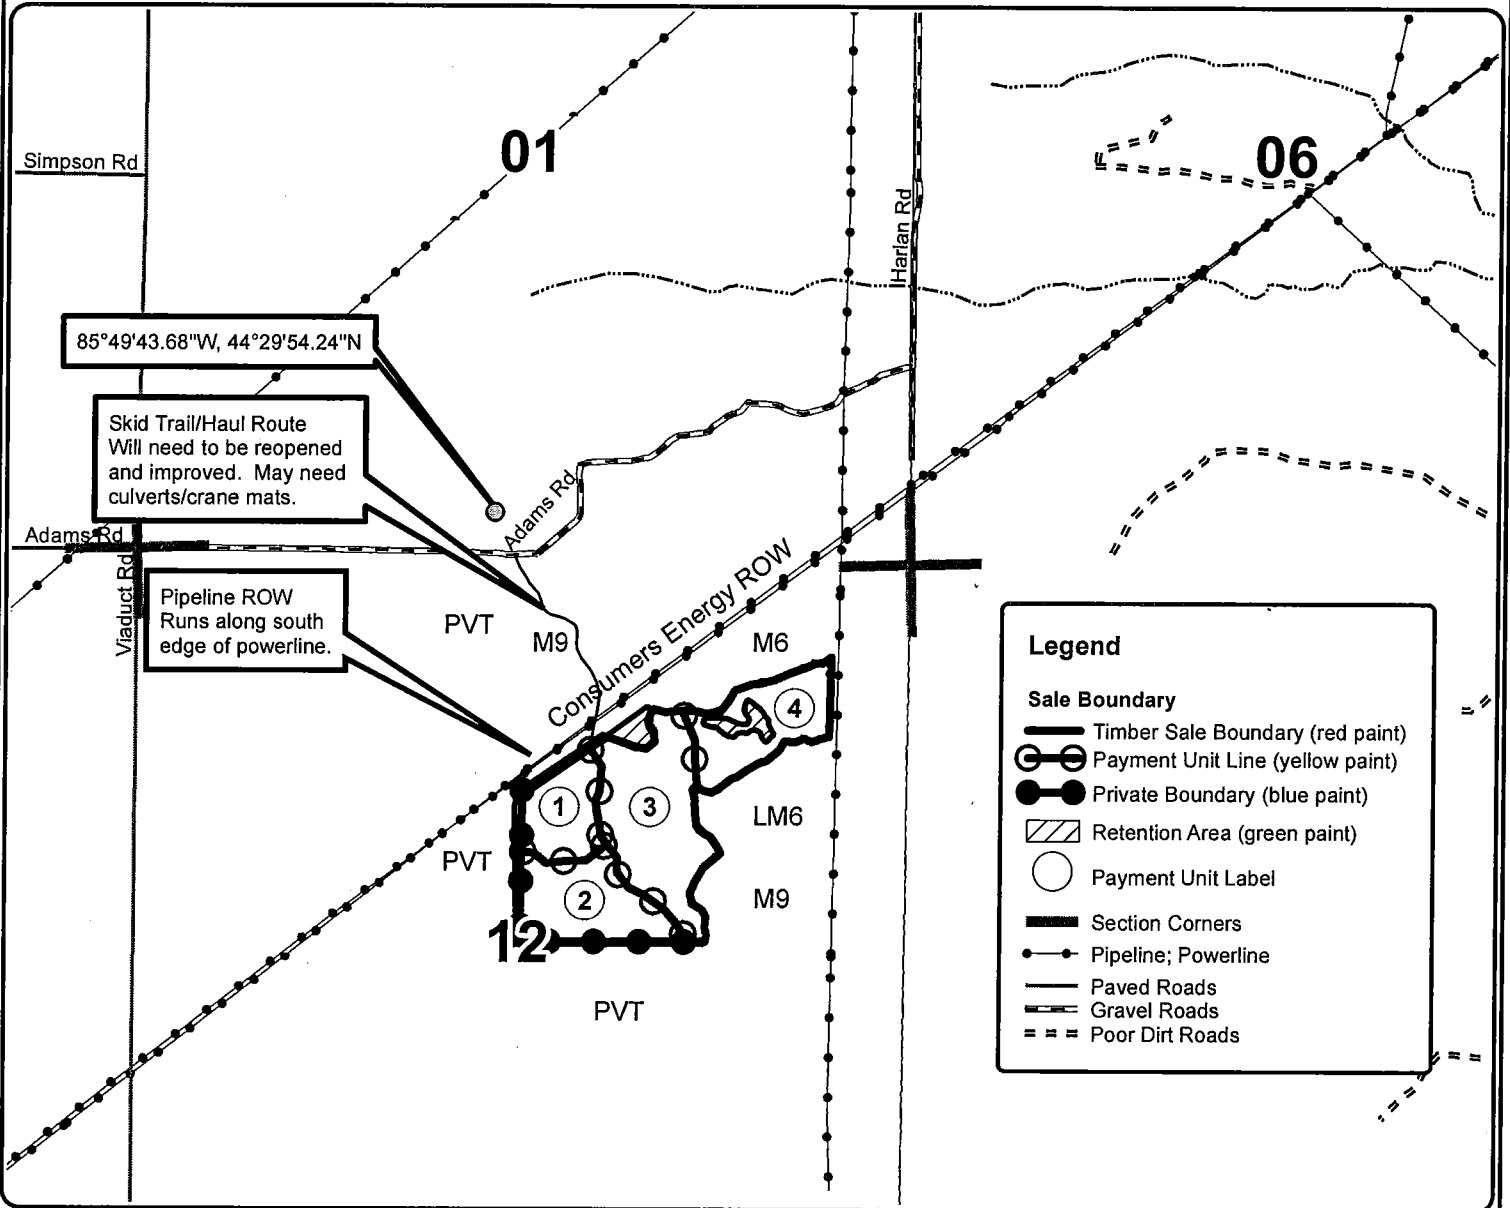 01
06
Simpson Rd
Harlan Rd
85°49'43.68"W, 44°29'54.24"N
Skid Trail/Haul Route
Will need to be reopened
and improved.  May need
culverts/crane mats.
Adams Rd
Adams Rd
Viaduct Rd
Pipeline ROW
Runs along south
edge of powerline.
PVT
M9
Consumers Energy ROW
M6
4
1
3
LM6
PVT
2
M9
12
PVT
Legend
Sale Boundary
Timber Sale Boundary (red paint)
Payment Unit Line (yellow paint)
Private Boundary (blue paint)
Retention Area (green paint)
Payment Unit Label
Section Corners
Pipeline; Powerline
Paved Roads
Gravel Roads
Poor Dirt Roads